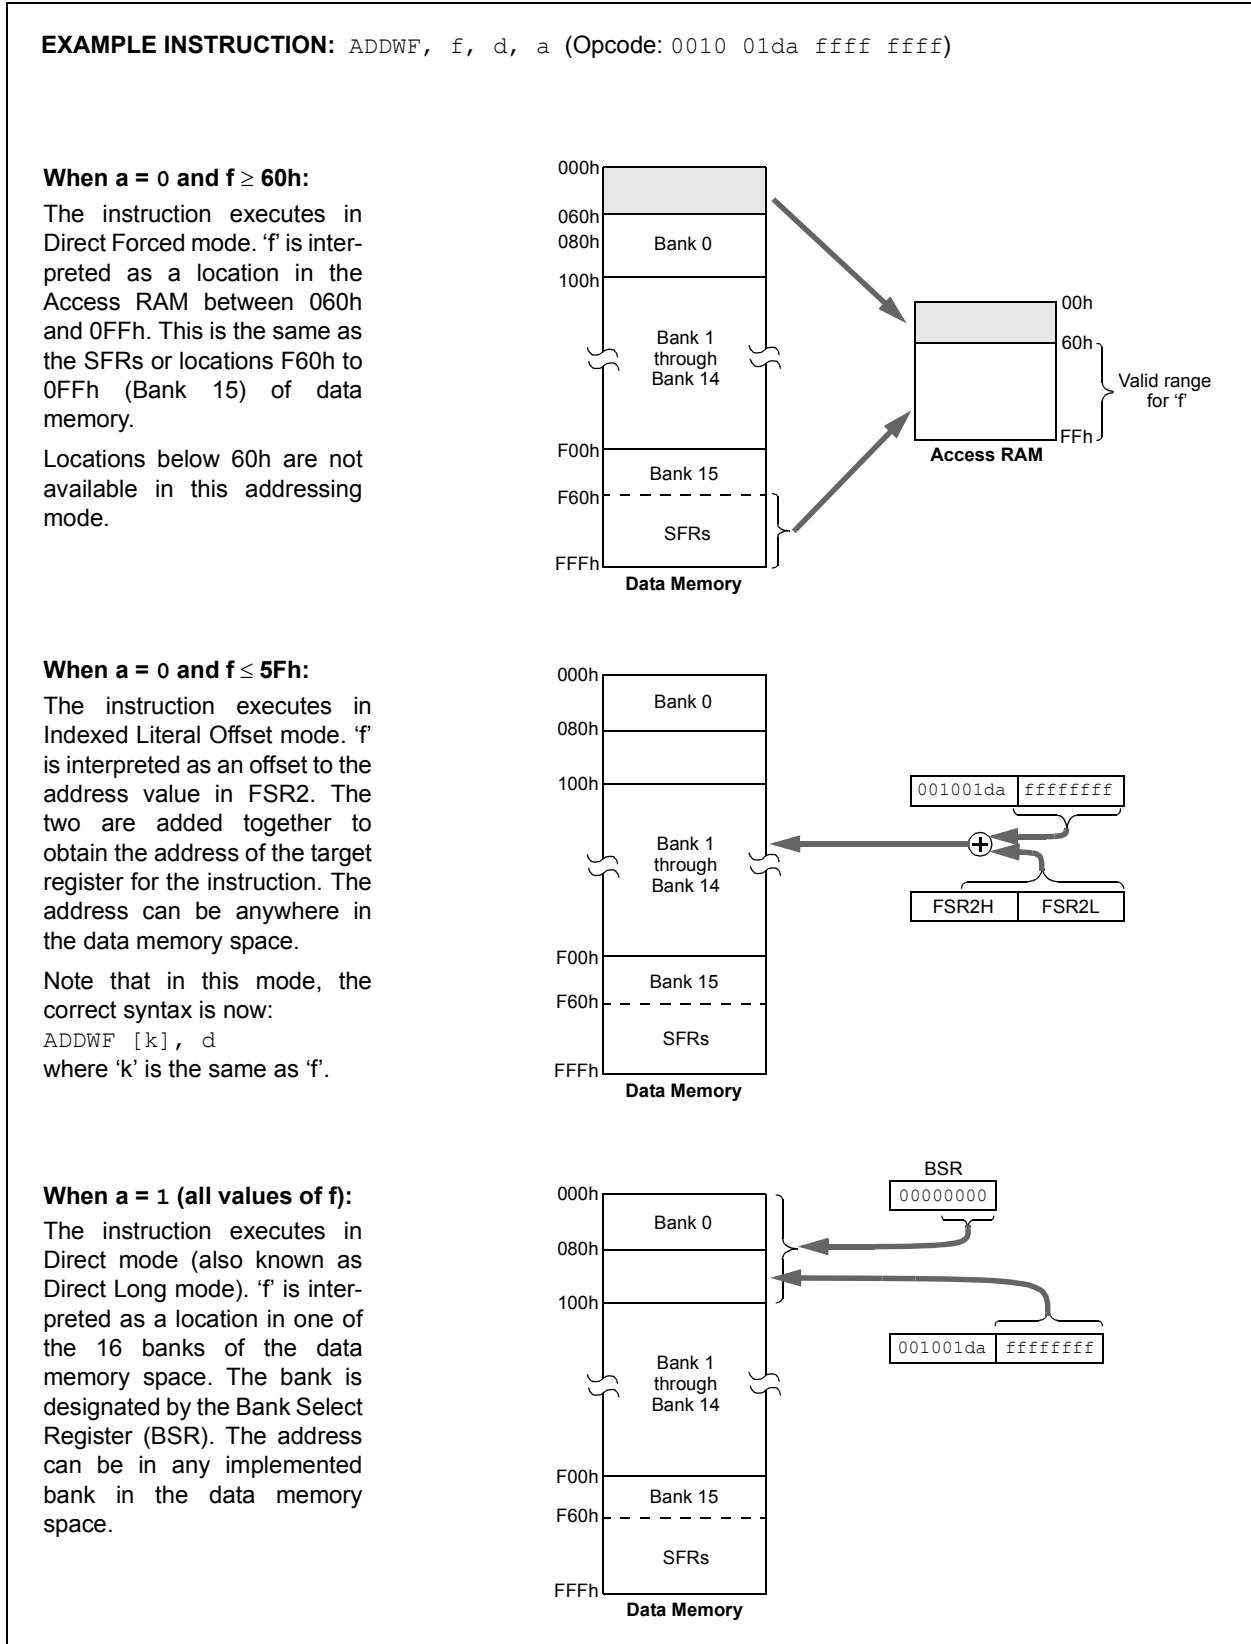 EXAMPLE INSTRUCTION: ADDWF, f, d, a (Opcode: 0010 01da ffff ffff)
When a = 0 and f ≥ 60h:
The instruction executes in
Direct Forced mode. ‘f’ is inter-
preted as a location in the
Access RAM between 060h
and 0FFh. This is the same as
the SFRs or locations F60h to
0FFh (Bank 15) of data
memory.
Locations below 60h are not
available in this addressing
mode.
000h
060h
080h
100h
F00h
F60h
FFFh
Bank 0
Bank 1
through
Bank 14
Bank 15
SFRs
Data Memory
00h
60h
FFh
Valid range
for ‘f’
Access RAM
When a = 0 and f ≤ 5Fh:
The instruction executes in
Indexed Literal Offset mode. ‘f’
is interpreted as an offset to the
address value in FSR2. The
two are added together to
obtain the address of the target
register for the instruction. The
address can be anywhere in
the data memory space.
Note that in this mode, the
correct syntax is now:
ADDWF [k], d
where ‘k’ is the same as ‘f’.
000h
080h
100h
F00h
F60h
FFFh
Bank 0
Bank 1
through
Bank 14
Bank 15
SFRs
Data Memory
001001da ffffffff
FSR2H FSR2L
When a = 1 (all values of f):
The instruction executes in
Direct mode (also known as
Direct Long mode). ‘f’ is inter-
preted as a location in one of
the 16 banks of the data
memory space. The bank is
designated by the Bank Select
Register (BSR). The address
can be in any implemented
bank in the data memory
space.
000h
080h
100h
F00h
F60h
FFFh
Bank 0
Bank 1
through
Bank 14
Bank 15
SFRs
Data Memory
BSR
00000000
001001da ffffffff